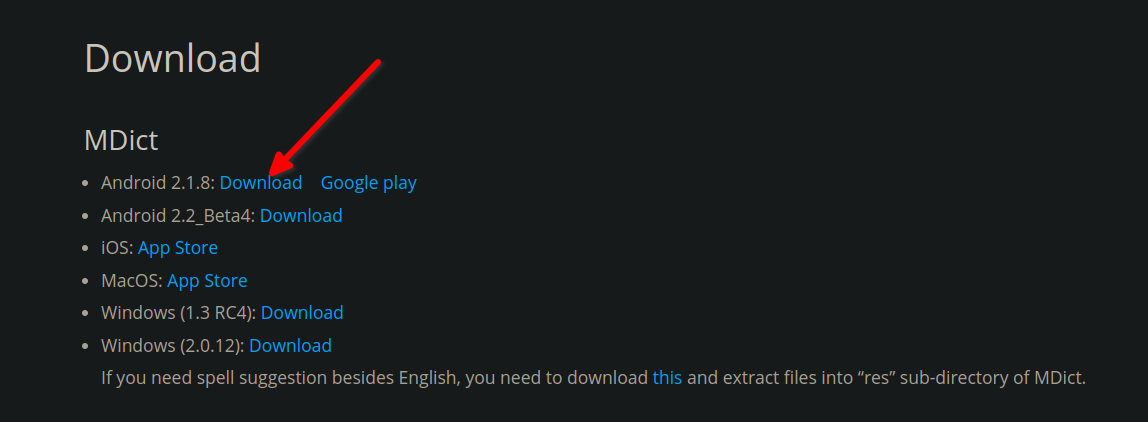 Download
MDict
Android 2.1.8: Download Google play
Android 2.2_Beta4: Download
iOS: App Store
MacOS: App Store
Windows (1.3 RC4): Download
Windows (2.0.12): Download
If you need spell suggestion besides English, you need to download this and extract files into “res” sub-directory of MDict.